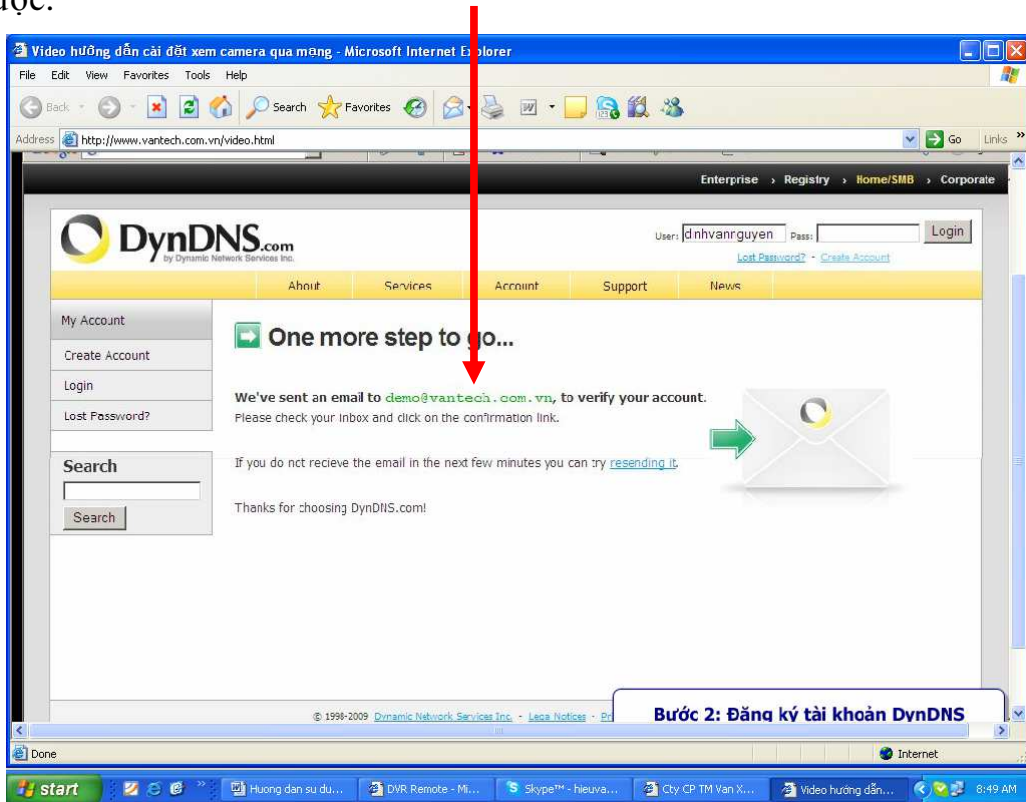 Video hướng dẫn cài đặt xem camera qua mạng - Microsoft Internet Explorer
File Edit View Favorites Tools Help
Back Search Favorites
Address http://www.vantech.com.vn/video.html Go Links »
Enterprise › Registry › Home/SMB › Corporate
DynDNS.com
by Dynamic Network Services Inc.
User: dinhvannguyen Pass: Login
Lost Password? - Create Account
About Services Account Support News
My Account
Create Account
Login
Lost Password?
Search
Search
One more step to go...
We've sent an email to demo@vantech.com.vn, to verify your account.
Please check your inbox and click on the confirmation link.
If you do not recieve the email in the next few minutes you can try resending it.
Thanks for choosing DynDNS.com!
© 1998-2009 Dynamic Network Services Inc. - Legal Notices - Pri
Bước 2: Đăng ký tài khoản DynDNS
Done Internet
start Huong dan su du... DVR Remote - Mi... Skype™ - hieuva... Cty CP TM Van X... Video hướng dẫn... 8:49 AM